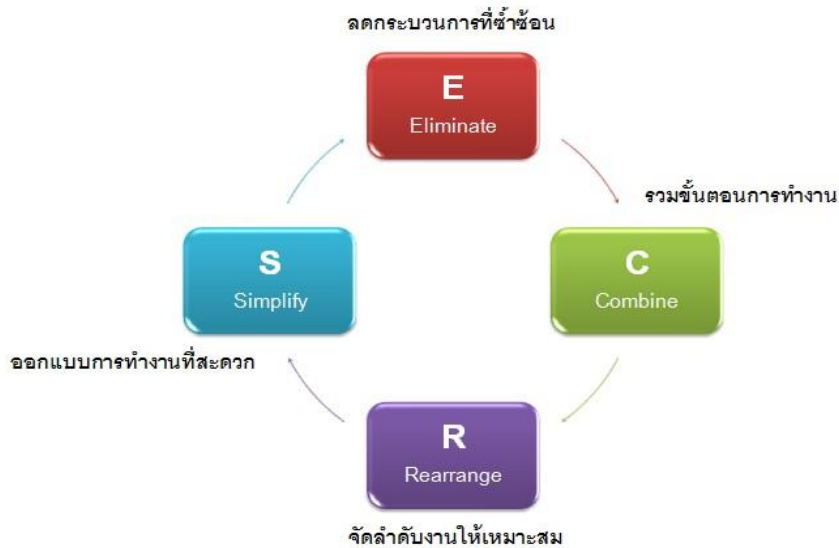 ลดกระบวนการที่ซ้ำซ้อน
E
Eliminate
รวมขั้นตอนการทำงาน
C
Combine
S
Simplify
ออกแบบการทำงานที่สะดวก
R
Rearrange
จัดลำดับงานให้เหมาะสม